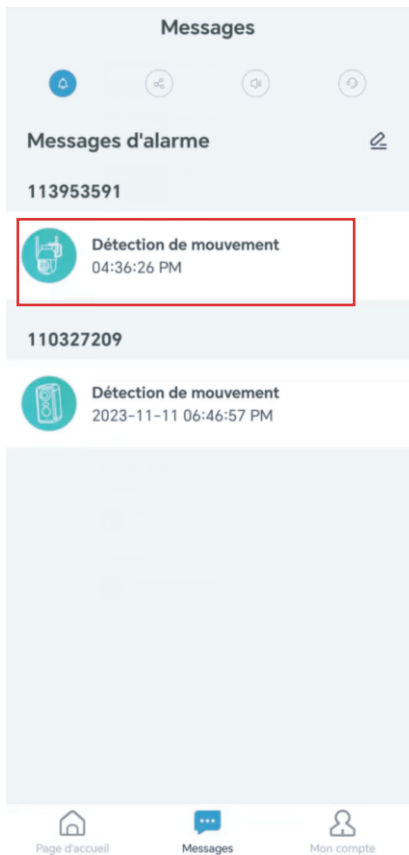 Messages
Messages d'alarme
113953591
Détection de mouvement
04:36:26 PM
110327209
Détection de mouvement
2023-11-11 06:46:57 PM
Page d'accueil
Messages
Mon compte